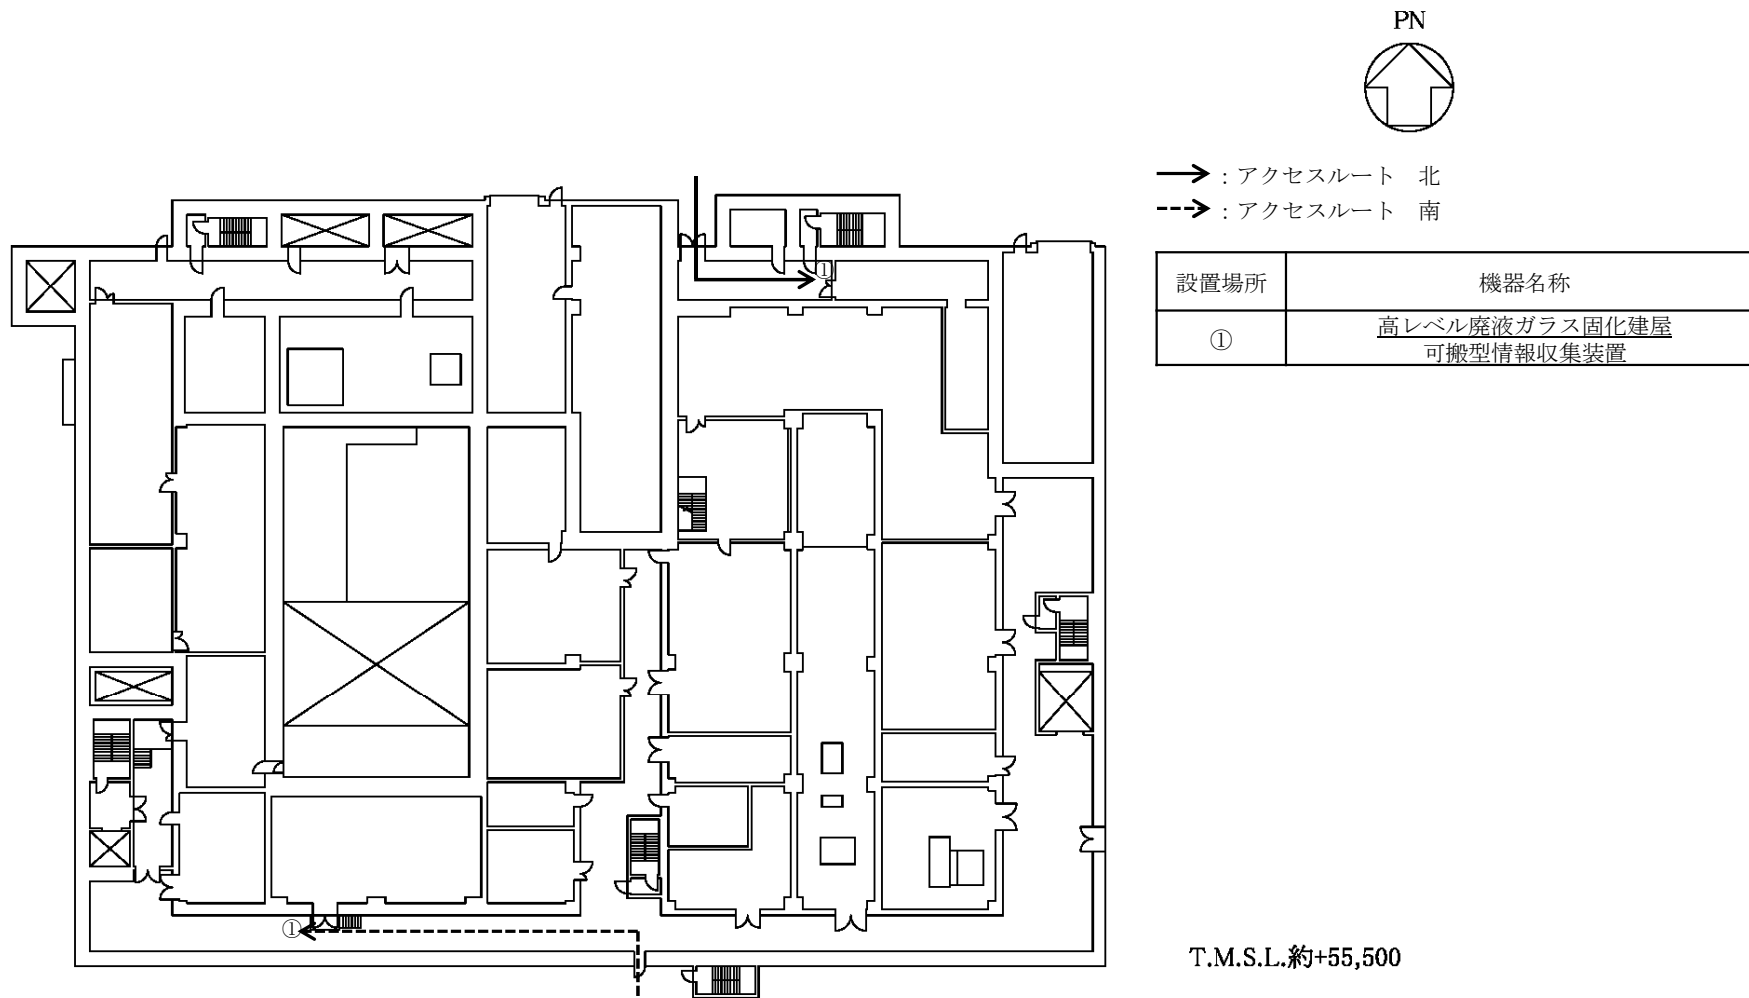 PN
：アクセスルート　北
：アクセスルート　南
設置場所 機器名称
① 高レベル廃液ガラス固化建屋
可搬型情報収集装置
①
①
T.M.S.L.約+55,500